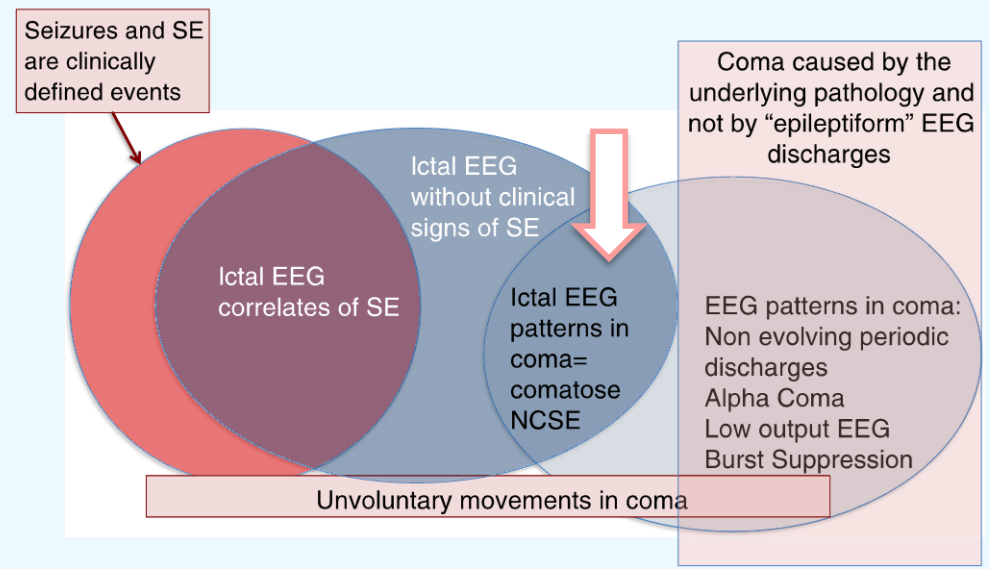 Seizures and SE
are clinically
defined events
Coma caused by the
underlying pathology and
not by “epileptiform” EEG
discharges
Ictal EEG
without clinical
signs of SE
Ictal EEG
correlates of SE
Ictal EEG
patterns in
coma=
comatose
NCSE
EEG patterns in coma:
Non evolving periodic
discharges
Alpha Coma
Low output EEG
Burst Suppression
Unvoluntary movements in coma